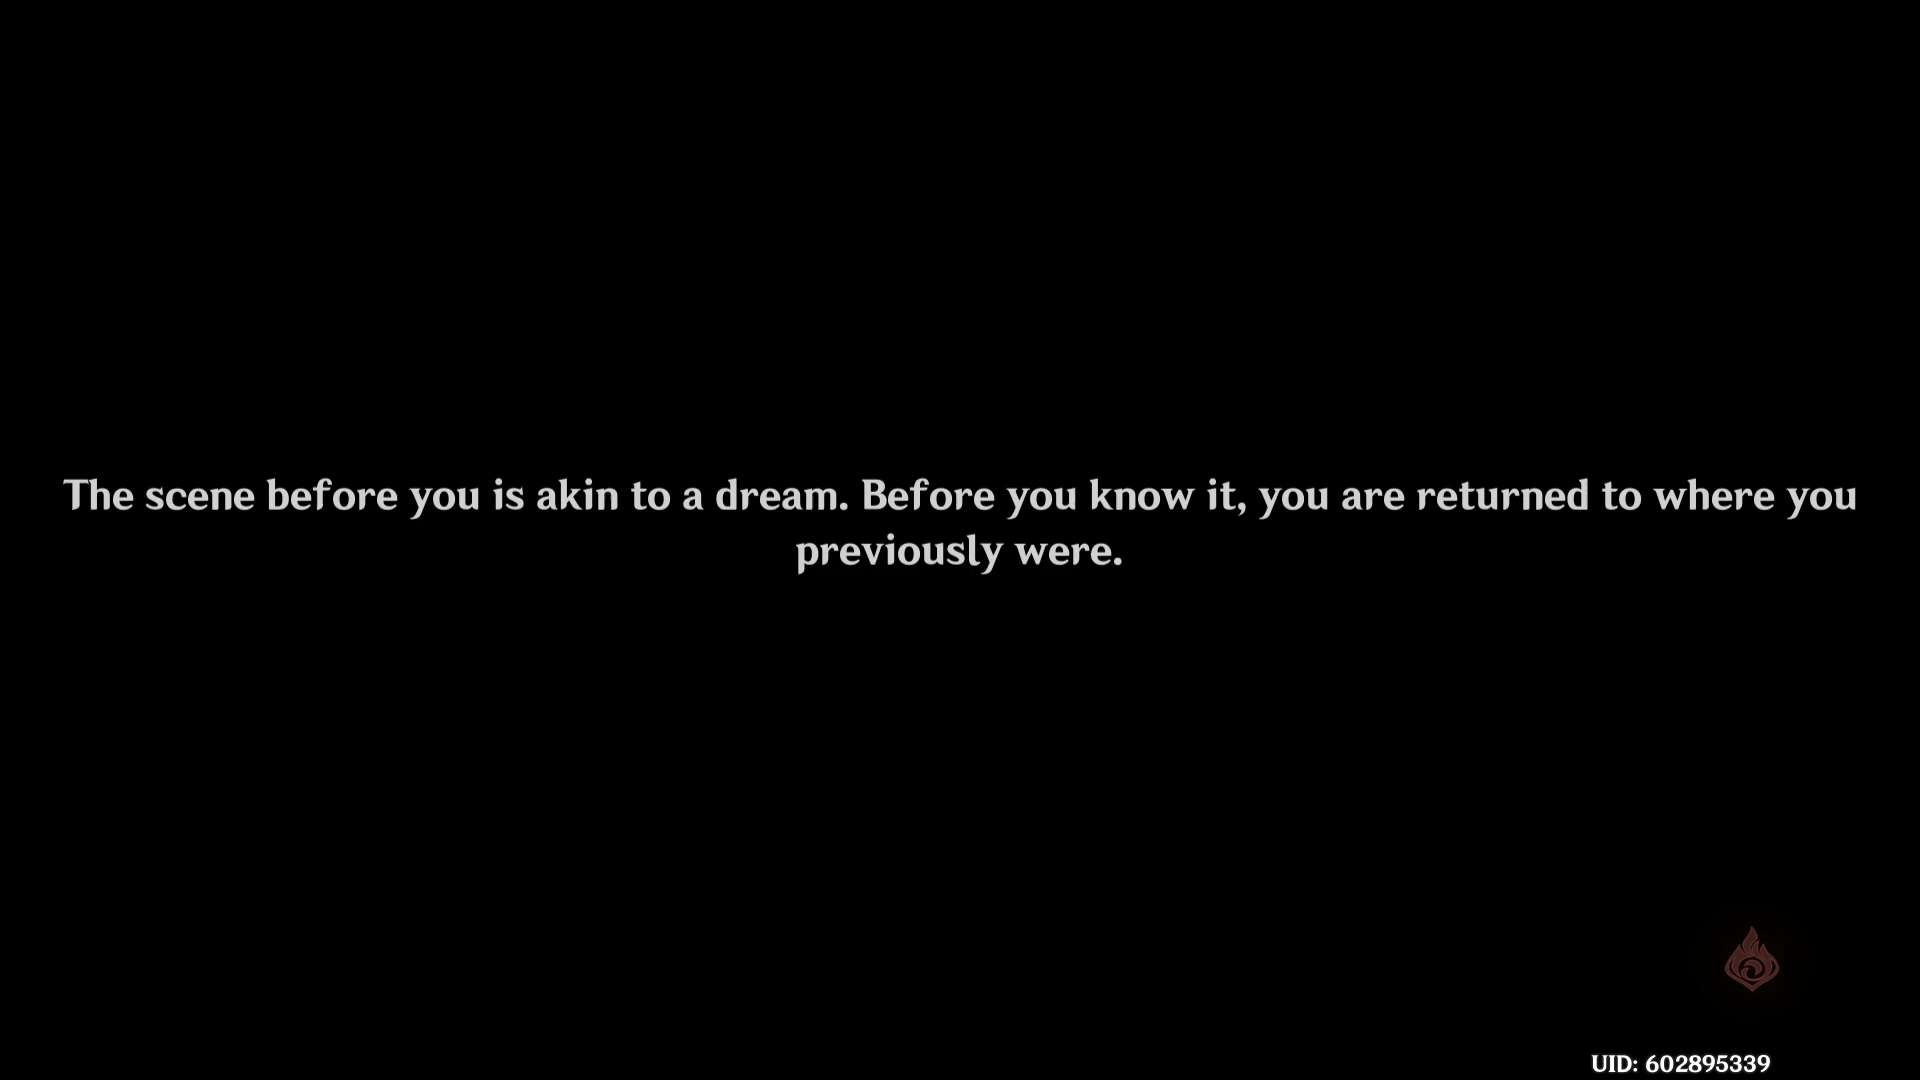 The scene before you is akin to a dream. Before you know it, you are returned to where you
previously were.
UID: 602895339